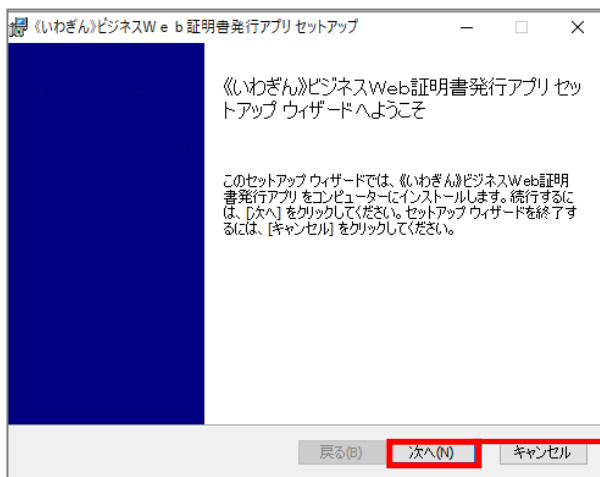 《いわぎん》ビジネスＷｅｂ証明書発行アプリ セットアップ
《いわぎん》ビジネスWeb証明書発行アプリ セッ
トアップ ウィザードへようこそ
このセットアップ ウィザードでは、《いわぎん》ビジネスWeb証明
書発行アプリ をコンピューターにインストールします。続行するに
は、[次へ] をクリックしてください。セットアップ ウィザードを終了す
るには、[キャンセル] をクリックしてください。
戻る(B)
次へ(N)
キャンセル